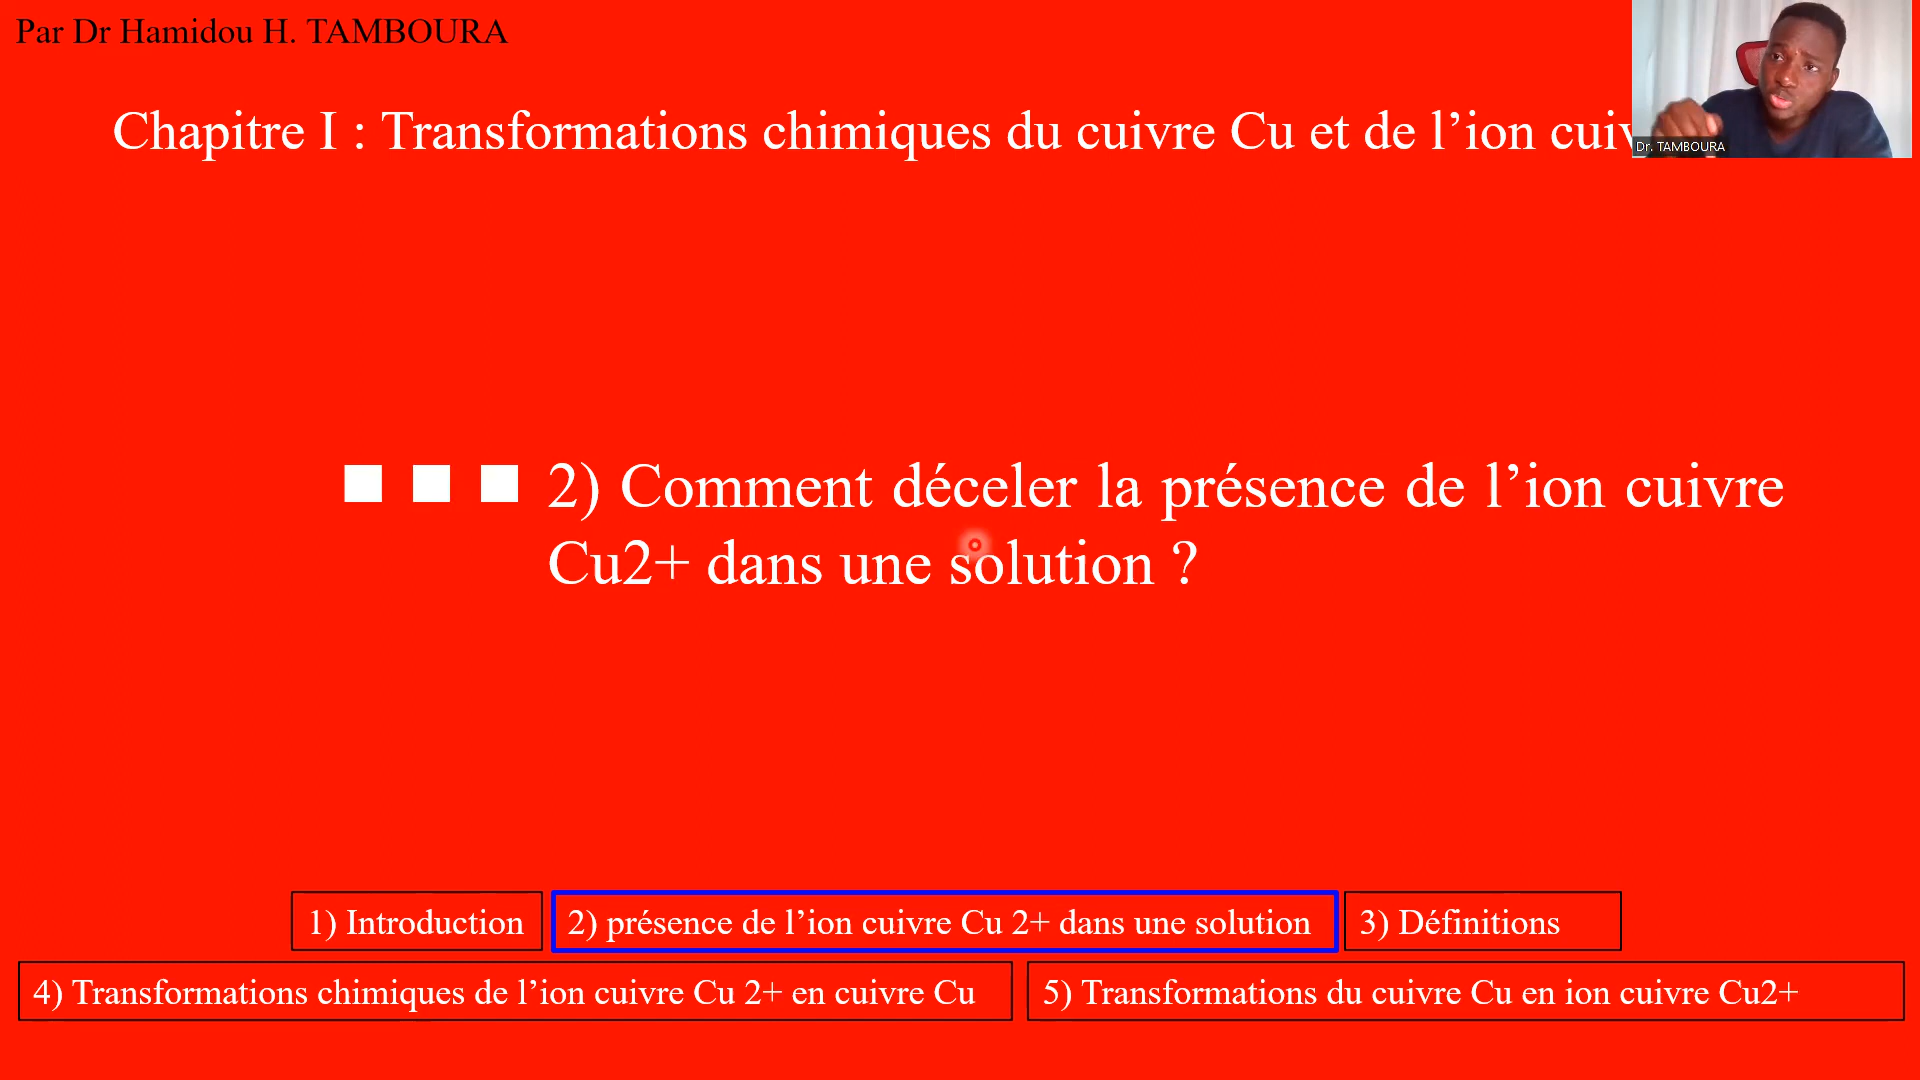 Par Dr Hamidou H. TAMBOURA
Chapitre I : Transformations chimiques du cuivre Cu et de l’ion
Dr. TAMBOURA
2) Comment déceler la présence de l’ion cuivre
Cu2+ dans une solution ?
1) Introduction
2) présence de l’ion cuivre Cu 2+ dans une solution
3) Définitions
4) Transformations chimiques de l’ion cuivre Cu 2+ en cuivre Cu
5) Transformations du cuivre Cu en ion cuivre Cu2+